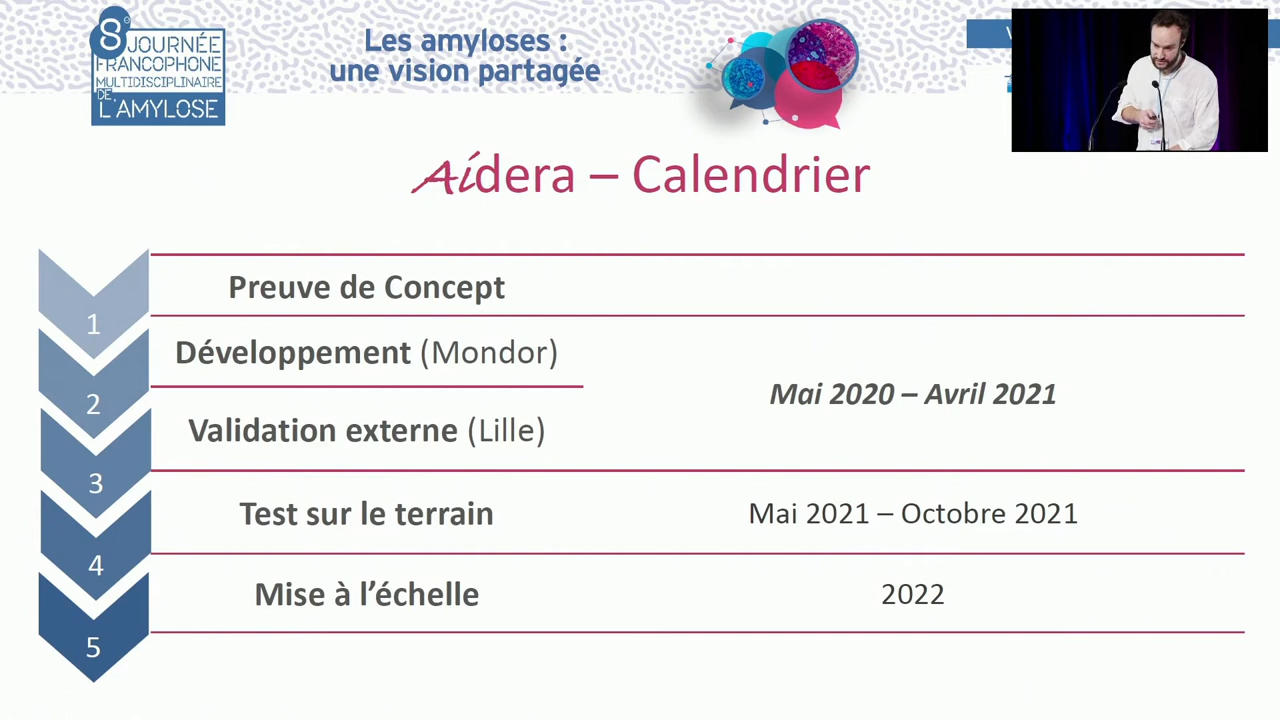 8e
JOURNÉE
FRANCOPHONE
MULTIDISCIPLINAIRE
DE
L'AMYLOSE
Les amyloses :
une vision partagée
Aidera – Calendrier
1
Preuve de Concept
2
Développement (Mondor)
Mai 2020 – Avril 2021
3
Validation externe (Lille)
4
Test sur le terrain
Mai 2021 – Octobre 2021
5
Mise à l'échelle
2022